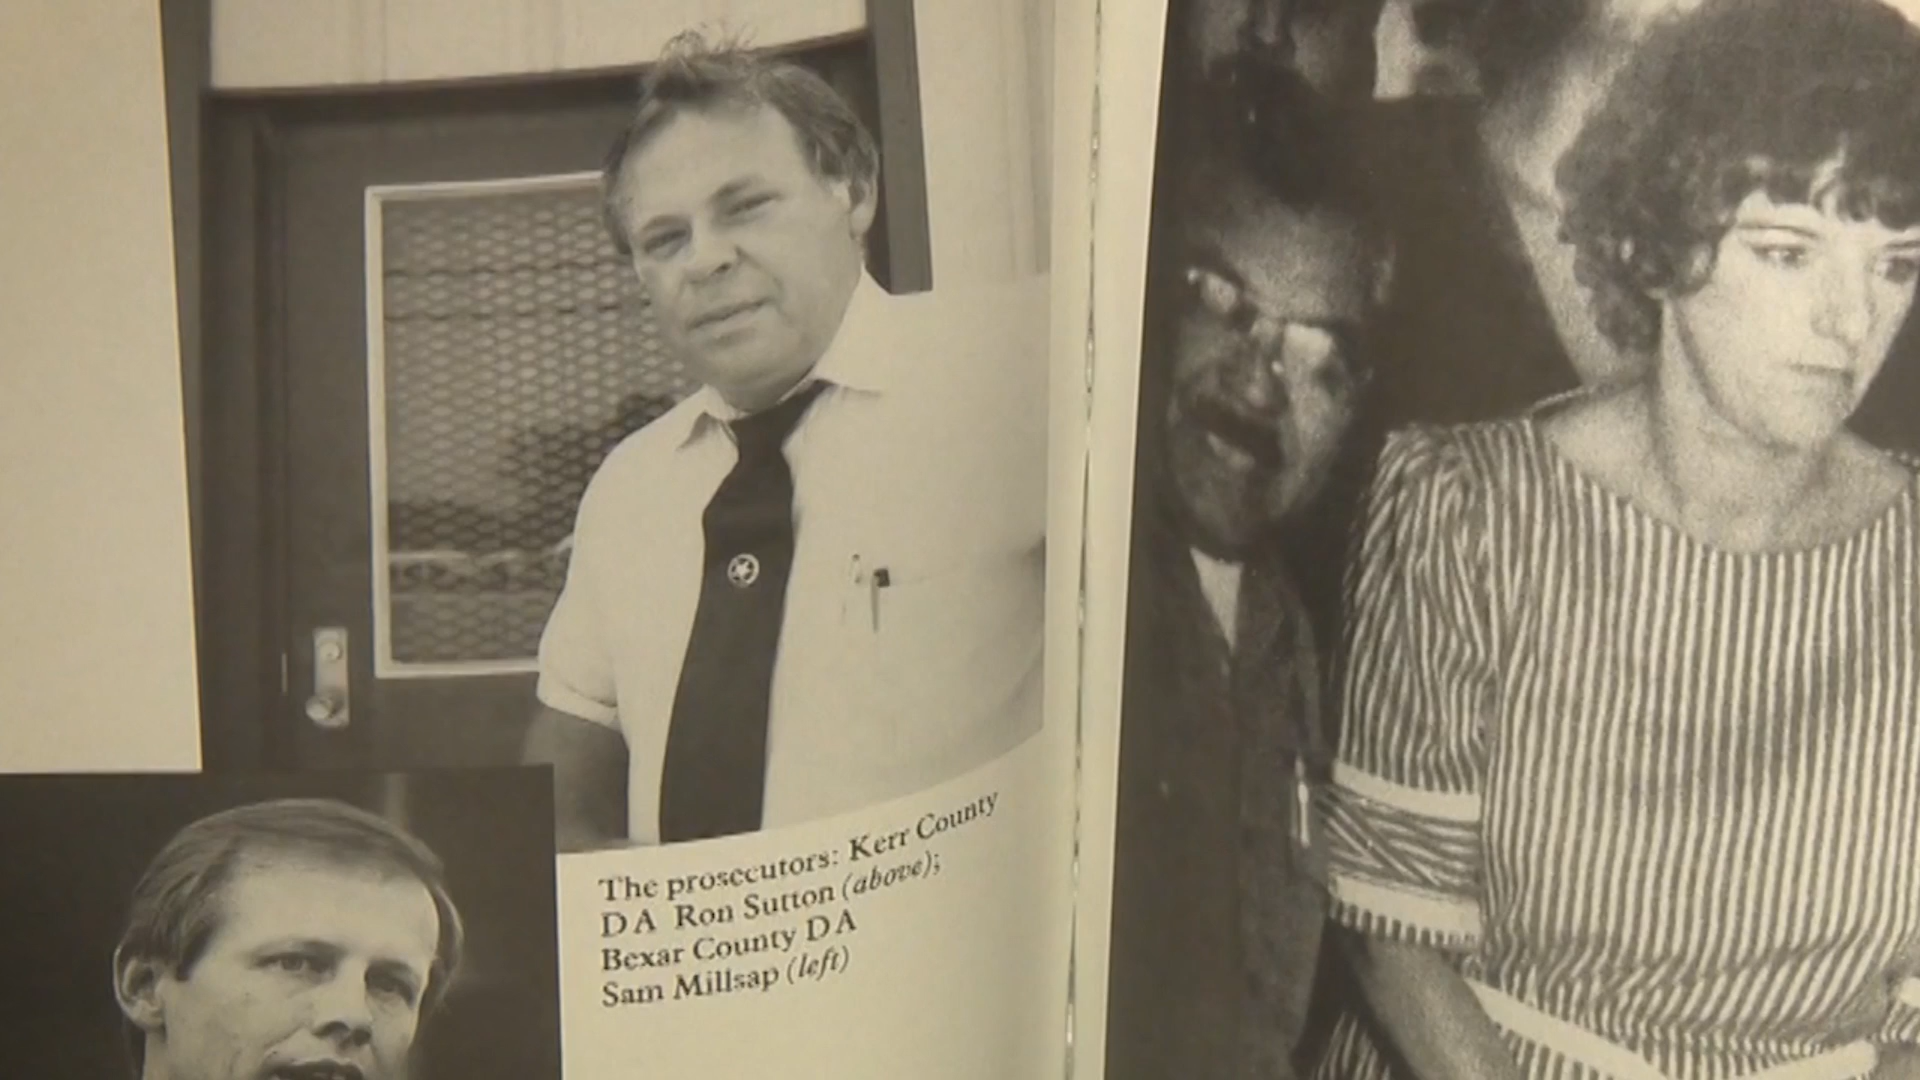 The prosecutors: Kerr County
DA Ron Sutton (above);
Bexar County DA
Sam Millsap (left)